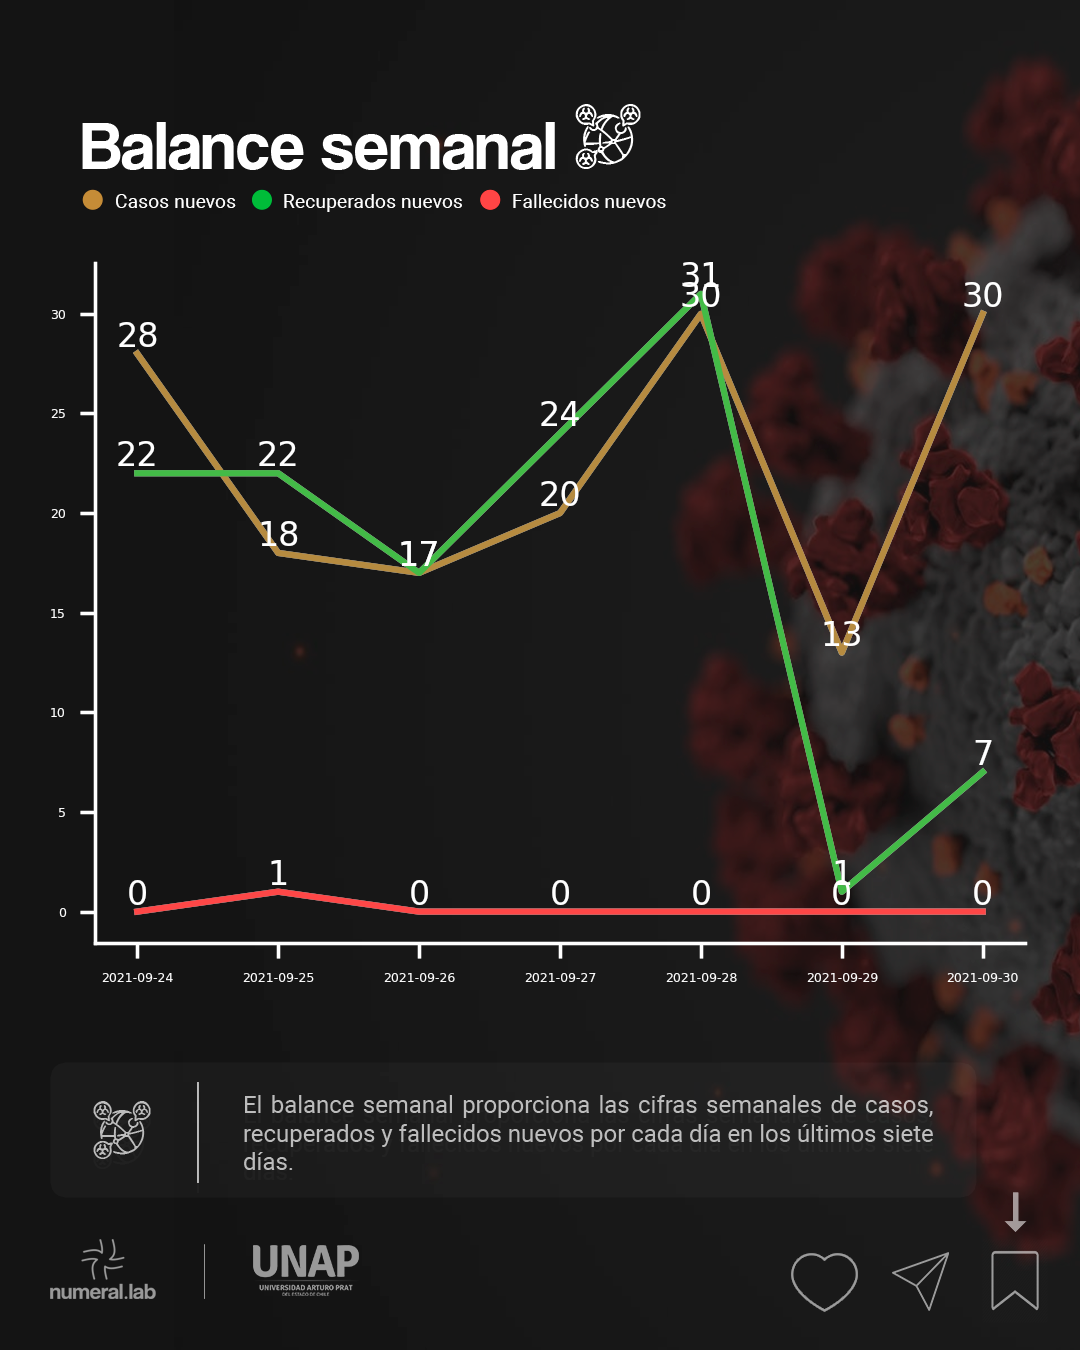 Balance semanal
Casos nuevos Recuperados nuevos Fallecidos nuevos
31
30 30
30
28
25
24
22 22
20
20
18
17
15
13
10
7
5
1 1
0 0 0 0 0 0 0
0
2021-09-24 2021-09-25 2021-09-26 2021-09-27 2021-09-28 2021-09-29 2021-09-30
El balance semanal proporciona las cifras semanales de casos,
recuperados y fallecidos nuevos por cada día en los últimos siete
días.
numeral.lab
UNAP
UNIVERSIDAD ARTURO PRAT
DEL ESTADO DE CHILE